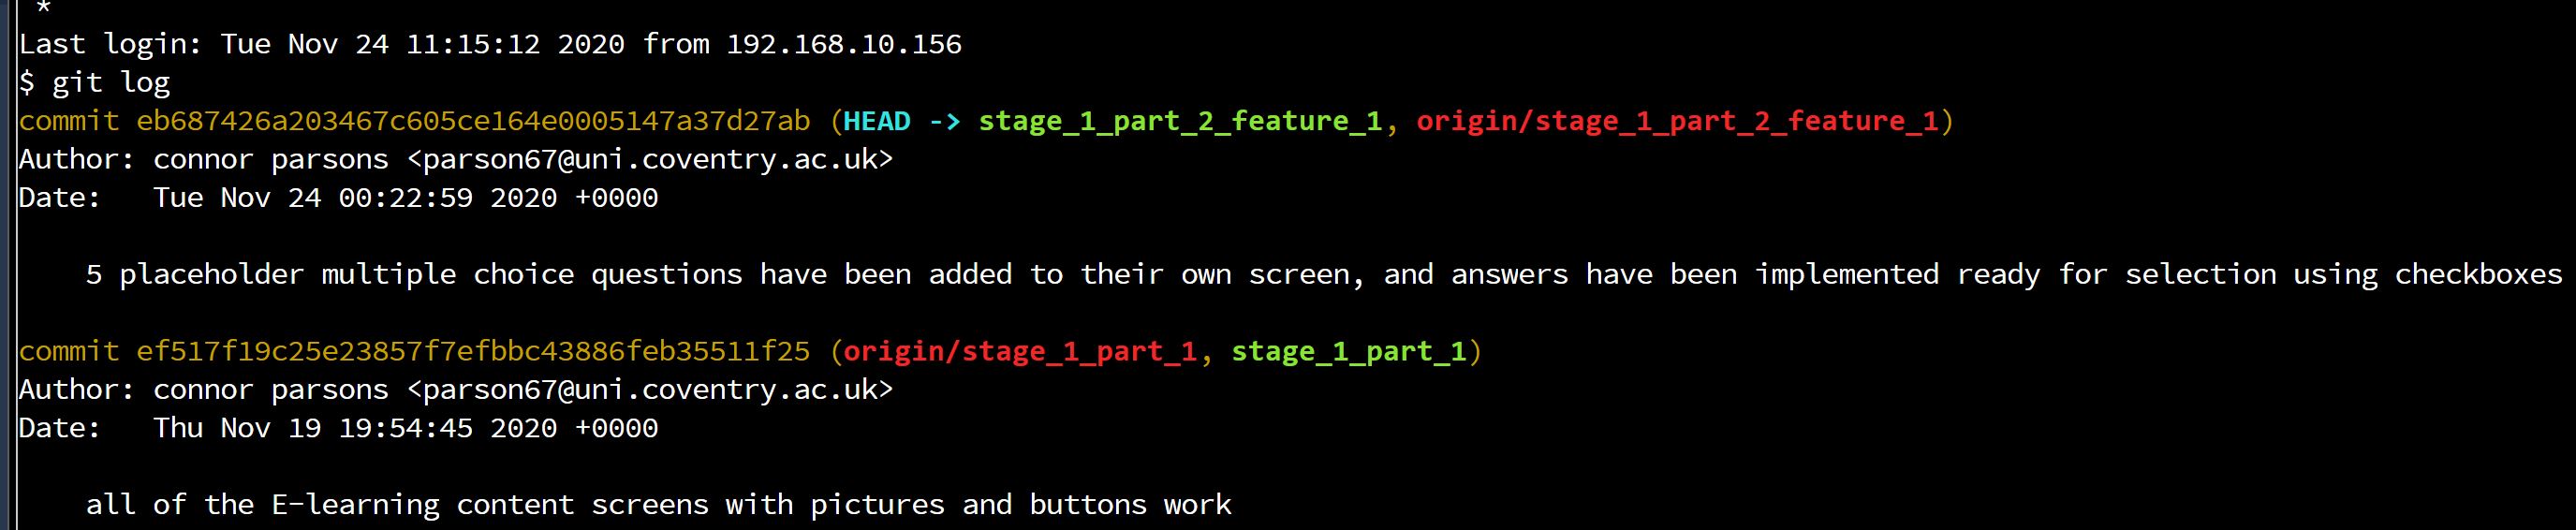 *
Last login: Tue Nov 24 11:15:12 2020 from 192.168.10.156
$ git log
commit eb687426a203467c605ce164e0005147a37d27ab (HEAD -> stage_1_part_2_feature_1, origin/stage_1_part_2_feature_1)
Author: connor parsons <parson67@uni.coventry.ac.uk>
Date:   Tue Nov 24 00:22:59 2020 +0000
    5 placeholder multiple choice questions have been added to their own screen, and answers have been implemented ready for selection using checkboxes
commit ef517f19c25e23857f7efbbc43886feb35511f25 (origin/stage_1_part_1, stage_1_part_1)
Author: connor parsons <parson67@uni.coventry.ac.uk>
Date:   Thu Nov 19 19:54:45 2020 +0000
    all of the E-learning content screens with pictures and buttons work